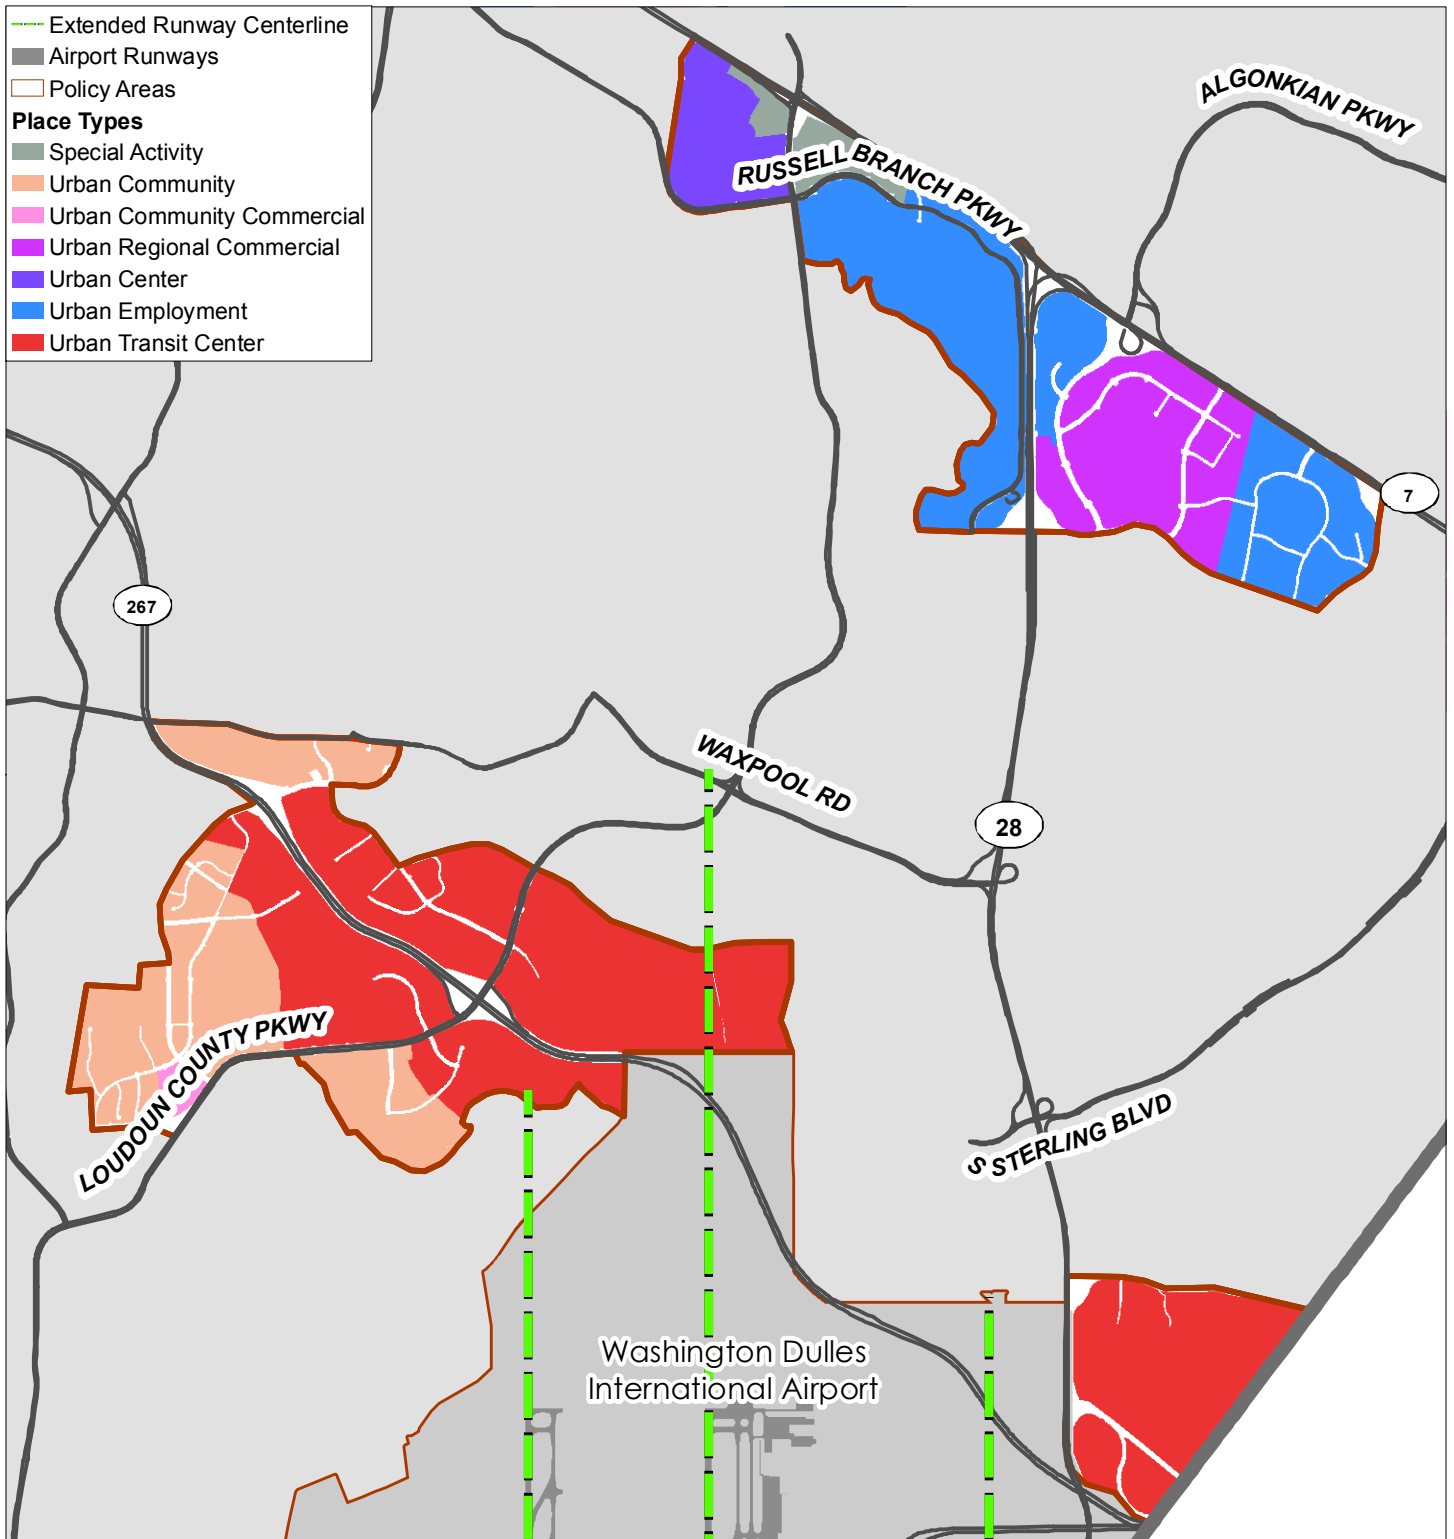 Extended Runway Centerline
Airport Runways
Policy Areas
Place Types
Special Activity
Urban Community
Urban Community Commercial
Urban Regional Commercial
Urban Center
Urban Employment
Urban Transit Center
ALGONKIAN PKWY
RUSSELL BRANCH PKWY
7
267
WAXPOOL RD
28
LOUDOUN COUNTY PKWY
S STERLING BLVD
Washington Dulles
International Airport